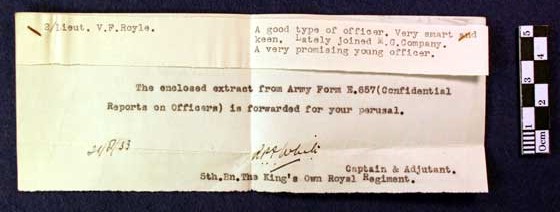 2/Lieut. V.F.Royle.
A good type of officer. Very smart and
keen. Lately joined M.G.Company.
A very promising young officer.
The enclosed extract from Army Form E.657(Confidential
Reports on Officers) is forwarded for your perusal.
Captain & Adjutant.
5th.Bn.The King's Own Royal Regiment.
5
4
3
2
1
0cm